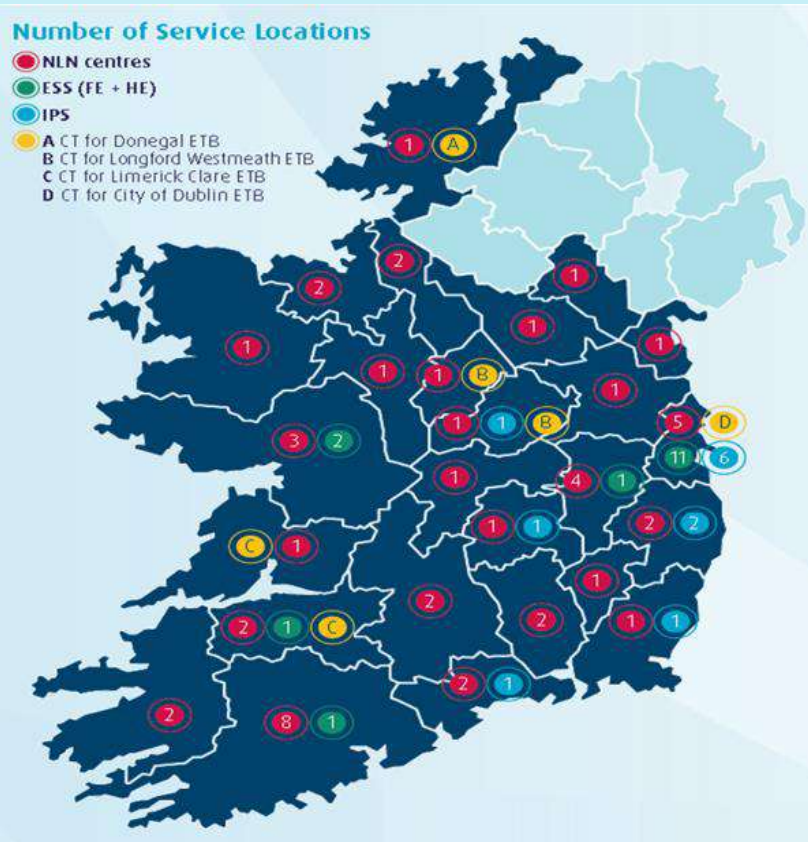 Number of Service Locations
NLN centres
ESS (FE + HE)
IPS
A CT for Donegal ETB
B CT for Longford Westmeath ETB
C CT for Limerick Clare ETB
D CT for City of Dublin ETB
1 A
2
2
1
1
1
1
1
1 B
1
1 1 B
5 D
3 2
11 6
1
4 1
1 1
2 2
C 1
1
2
2
1 1
2 1 C
2 1
2
8 1